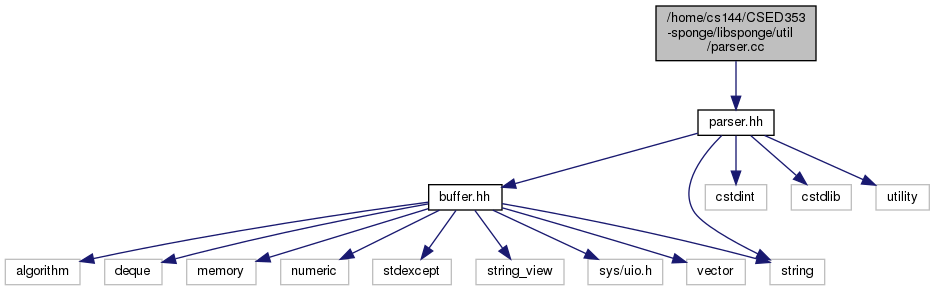 /home/cs144/CSED353
-sponge/libsponge/util
/parser.cc
parser.hh
buffer.hh
cstdint
cstdlib
utility
algorithm
deque
memory
numeric
stdexcept
string_view
sys/uio.h
vector
string